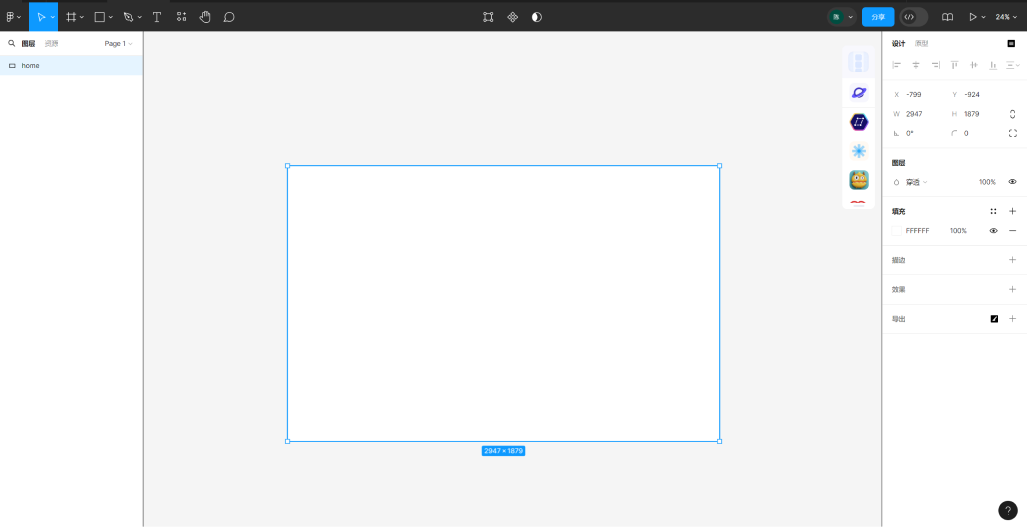 陈
分享
24%
图层 资源 Page 1
home
设计 原型
X -799 Y -924
W 2947 H 1879
0° 0
图层
穿透 100%
填充
FFFFFF 100%
描边
效果
导出
2947 × 1879
?